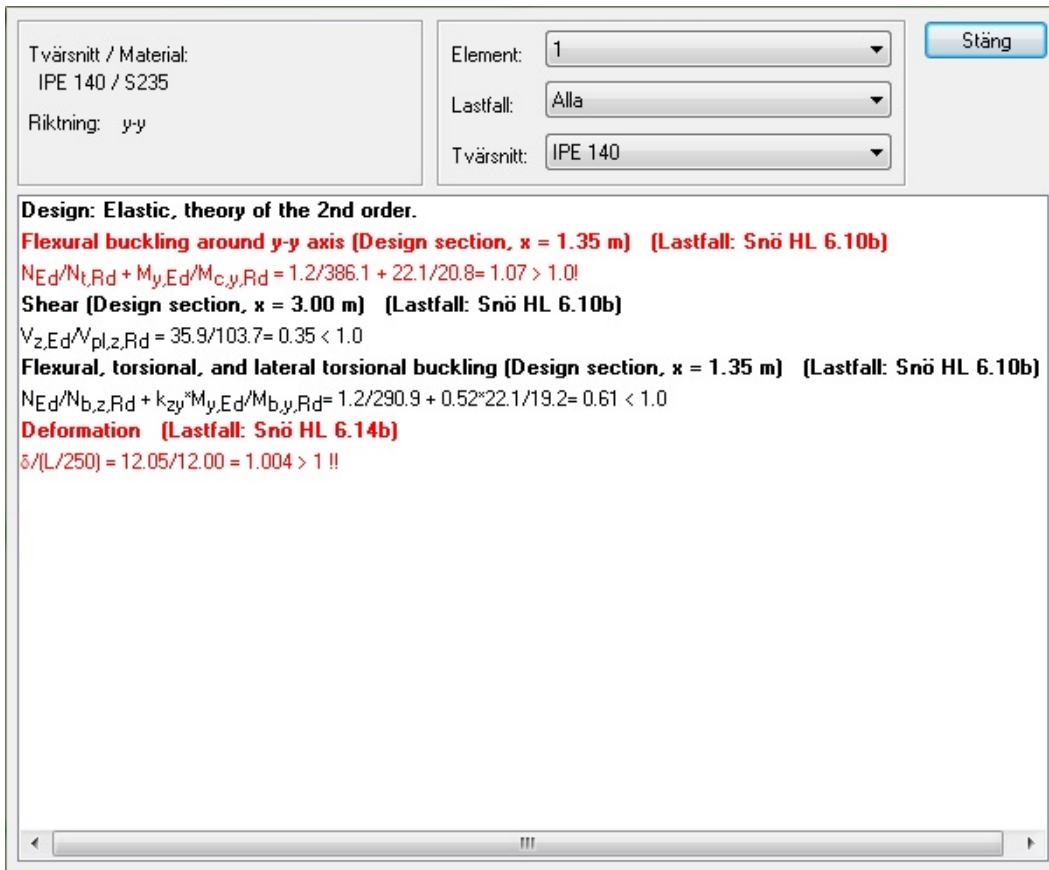 Tvärsnitt / Material:
IPE 140 / S235
Riktning: y-y
Element: 1
Lastfall: Alla
Tvärsnitt: IPE 140
Stäng
Design: Elastic, theory of the 2nd order.
Flexural buckling around y-y axis (Design section, x = 1.35 m) (Lastfall: Snö HL 6.10b)
NEd/Nt,Rd + My,Ed/Mc,y,Rd = 1.2/386.1 + 22.1/20.8= 1.07 > 1.0!
Shear (Design section, x = 3.00 m) (Lastfall: Snö HL 6.10b)
Vz,Ed/Vpl,z,Rd = 35.9/103.7= 0.35 < 1.0
Flexural, torsional, and lateral torsional buckling (Design section, x = 1.35 m) (Lastfall: Snö HL 6.10b)
NEd/Nb,z,Rd + kzy*My,Ed/Mb,y,Rd= 1.2/290.9 + 0.52*22.1/19.2= 0.61 < 1.0
Deformation (Lastfall: Snö HL 6.14b)
δ/(L/250) = 12.05/12.00 = 1.004 > 1 !!